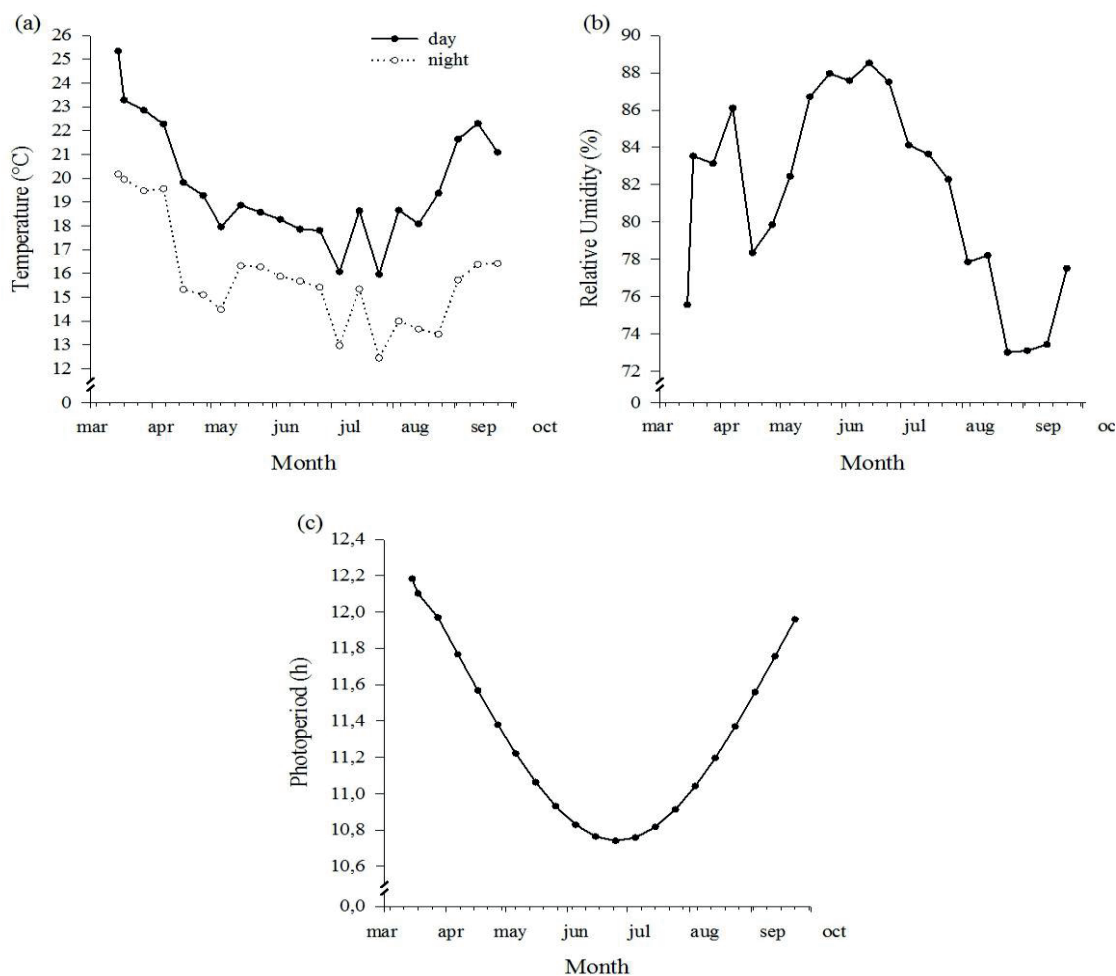 (a)
26
25
24
23
22
21
20
19
18
17
16
15
14
13
12
0
Temperature (°C)
day
night
mar apr may jun jul aug sep oct
Month
(b)
90
88
86
84
82
80
78
76
74
72
0
Relative Umidity (%)
mar apr may jun jul aug sep oc
Month
(c)
12,4
12,2
12,0
11,8
11,6
11,4
11,2
11,0
10,8
10,6
0,0
Photoperiod (h)
mar apr may jun jul aug sep oct
Month